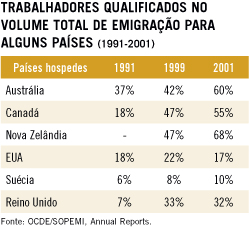 TRABALHADORES QUALIFICADOS NO
VOLUME TOTAL DE EMIGRAÇÃO PARA
ALGUNS PAÍSES (1991-2001)
Países hospedes 1991 1999 2001
Austrália 37% 42% 60%
Canadá 18% 47% 55%
Nova Zelândia - 47% 68%
EUA 18% 22% 17%
Suécia 6% 8% 10%
Reino Unido 7% 33% 32%
Fonte: OCDE/SOPEMI, Annual Reports.